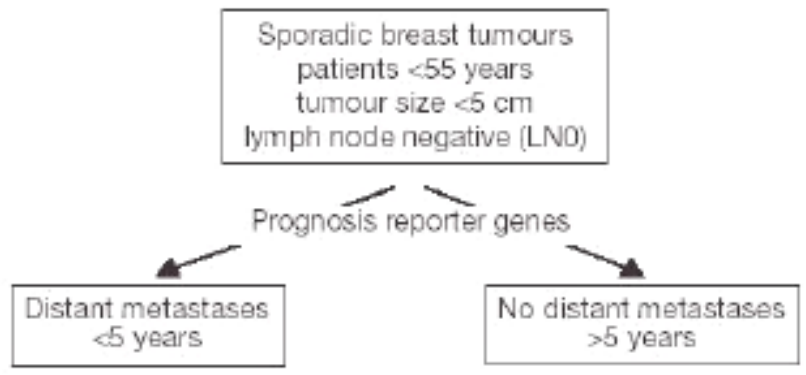 Sporadic breast tumours
patients <55 years
tumour size <5 cm
lymph node negative (LN0)
Prognosis reporter genes
Distant metastases
<5 years
No distant metastases
>5 years